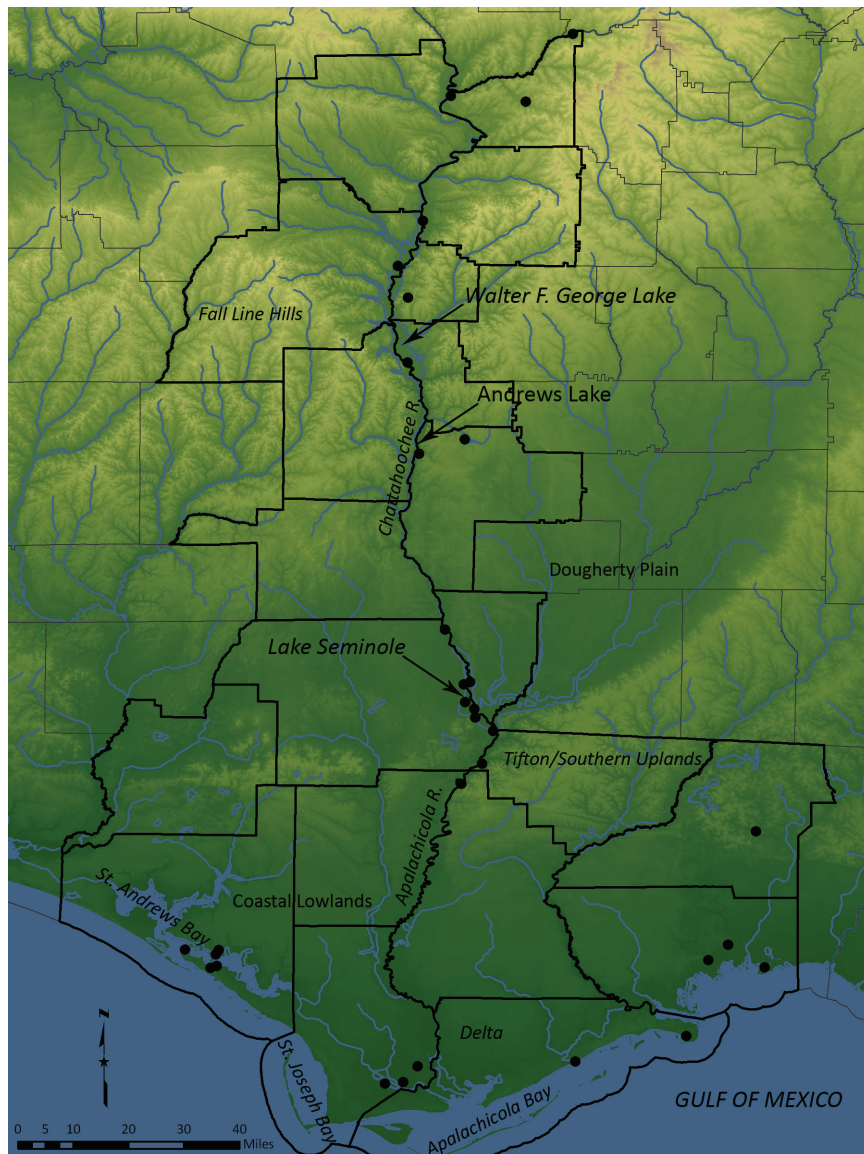 Walter F. George Lake
Fall Line Hills
Andrews Lake
Chattahoochee R.
Dougherty Plain
Lake Seminole
Tifton/Southern Uplands
Apalachicola R.
St. Andrews Bay
Coastal Lowlands
N
Delta
St. Joseph Bay
Apalachicola Bay
GULF OF MEXICO
0 5 10 20 30 40
Miles